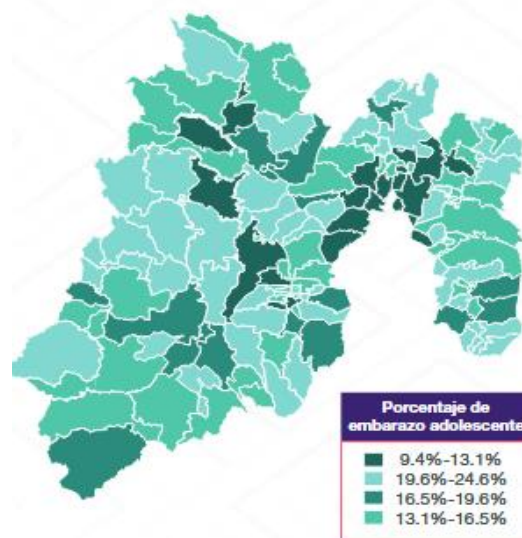 Porcentaje de
embarazo adolescente
9.4%-13.1%
19.6%-24.6%
16.5%-19.6%
13.1%-16.5%